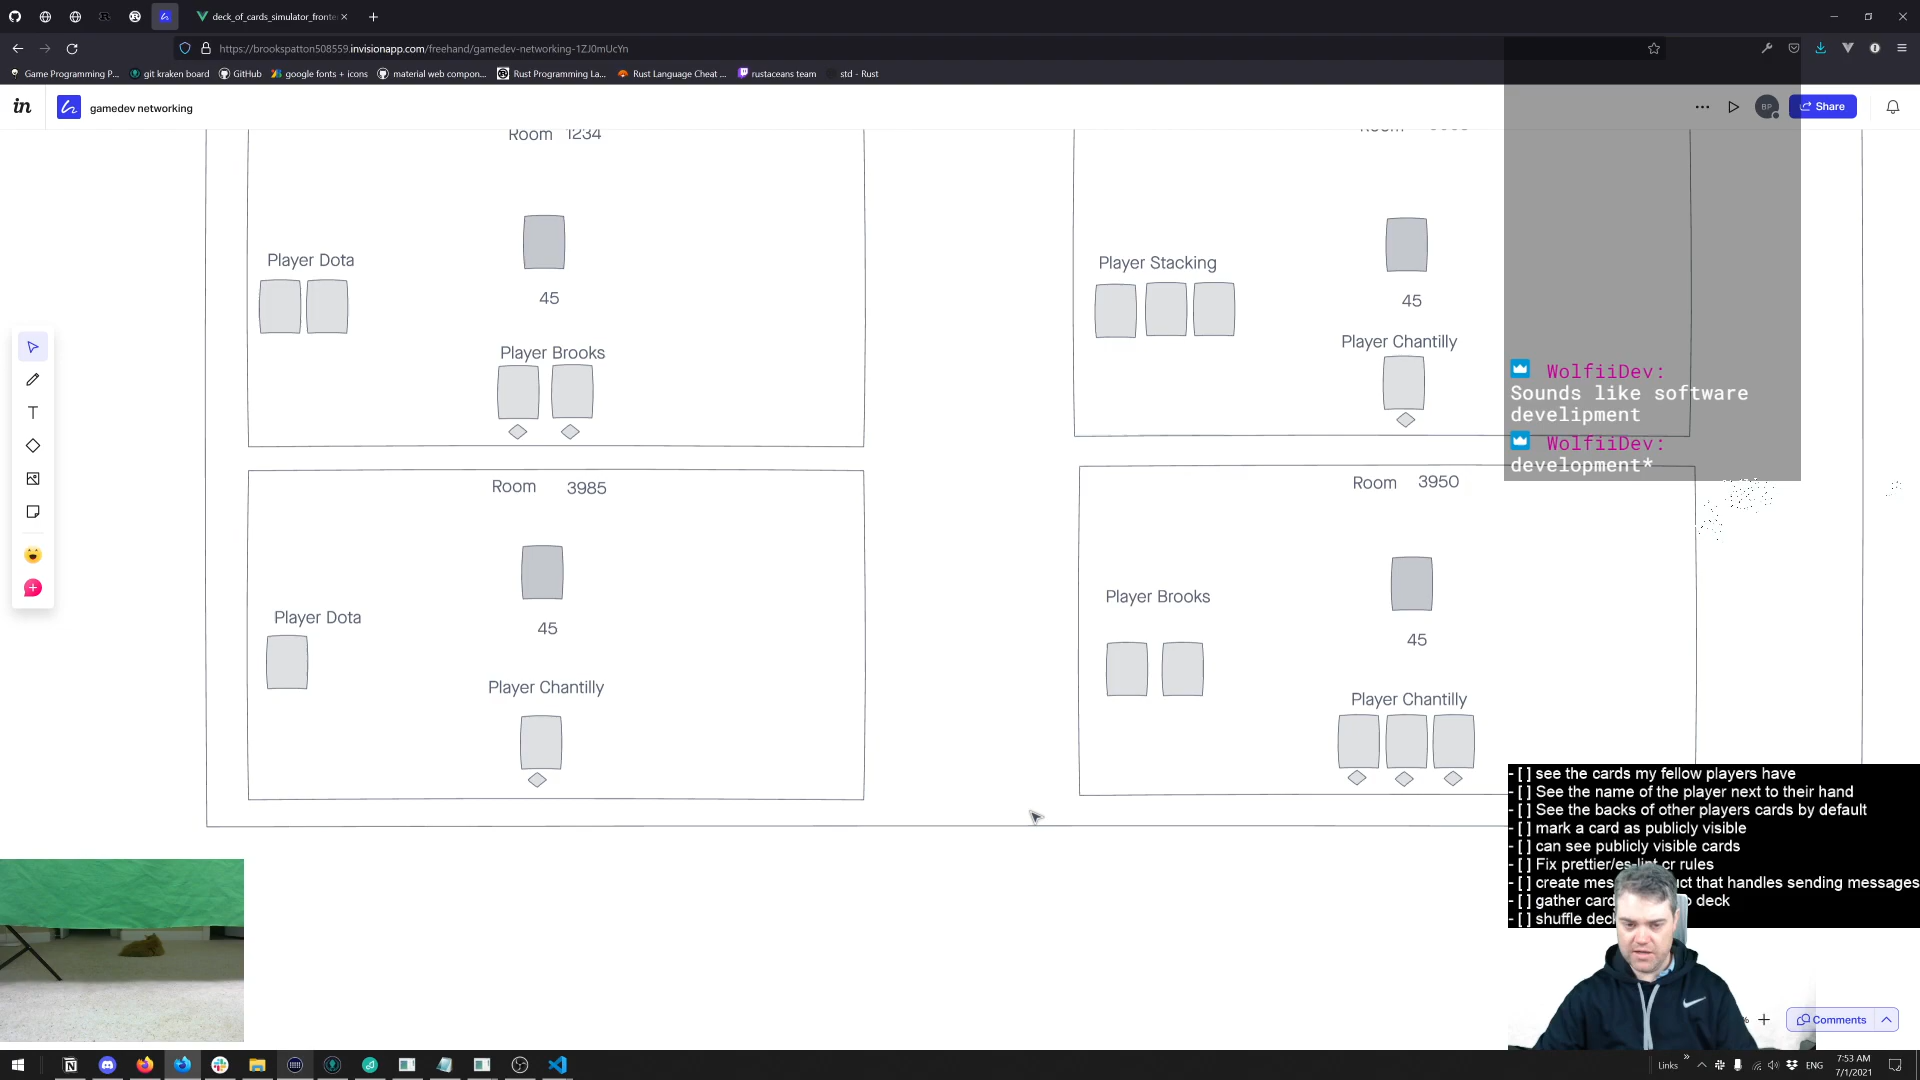 deck_of_cards_simulator_fronte
https://brookspatton508559.invisionapp.com/freehand/gamedev-networking-1ZJ0mUcYn
Game Programming P...
git kraken board
GitHub
google fonts + icons
material web compon...
Rust Programming La...
Rust Language Cheat ...
rustaceans team
std - Rust
in
gamedev networking
BP
Share
Room 1234
Player Dota
45
Player Brooks
Player Stacking
45
Player Chantilly
WolfiiDev:
Sounds like software
develipment
WolfiiDev:
development*
Room 3985
Player Dota
45
Player Chantilly
Room 3950
Player Brooks
45
Player Chantilly
- [ ] see the cards my fellow players have
- [ ] See the name of the player next to their hand
- [ ] See the backs of other players cards by default
- [ ] mark a card as publicly visible
- [ ] can see publicly visible cards
- [ ] Fix prettier/es-lint cr rules
- [ ] create that handles sending messages
- [ ] gather deck
- [ ] shuffle
Comments
Links
ENG
7:53 AM
7/1/2021